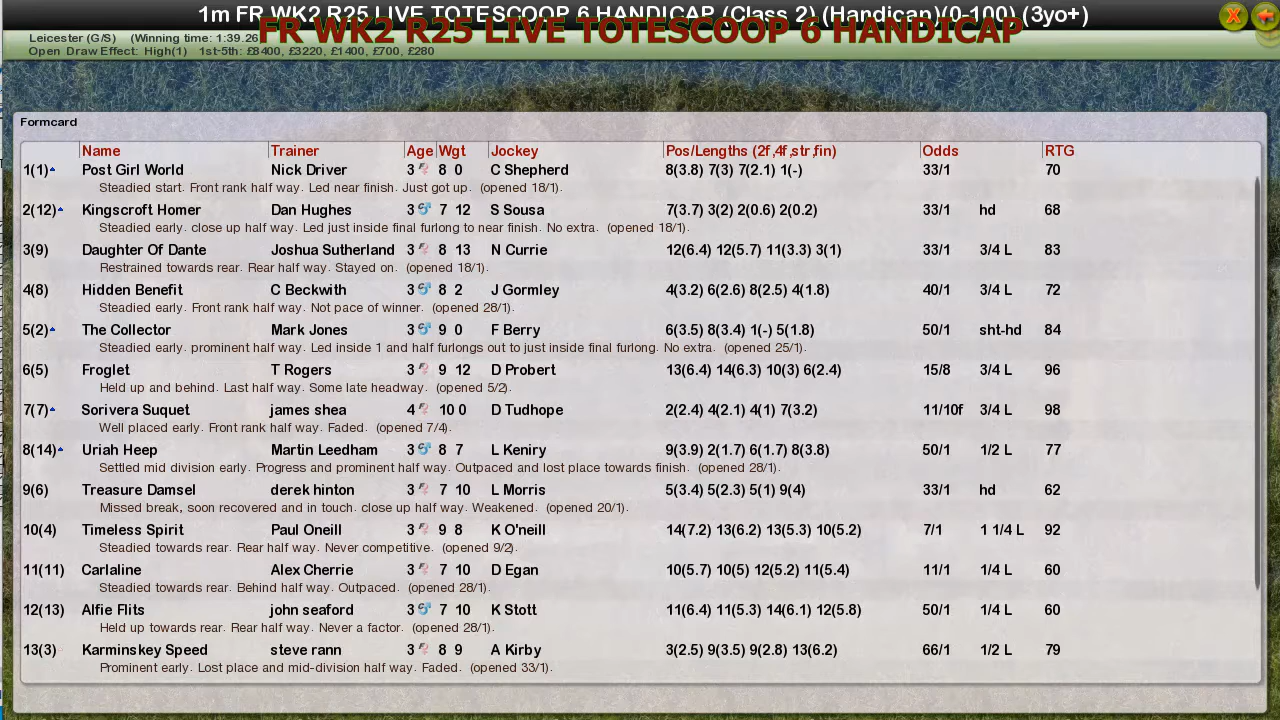 1m FR WK2 R25 LIVE TOTESCOOP 6 HANDICAP (Class 2) (Handicap)(0-100) (3yo+)
FR WK2 R25 LIVE TOTESCOOP 6 HANDICAP
Leicester (G/S) (Winning time: 1:39.26)
Open Draw Effect: High(1) 1st-5th: £8400, £3220, £1400, £700, £280
Formcard
Name Trainer Age Wgt Jockey Pos/Lengths (2f,4f,str,fin) Odds RTG
1(1) Post Girl World Nick Driver 3 8 0 C Shepherd 8(3.8) 7(3) 7(2.1) 1(-) 33/1 70
Steadied start. Front rank half way. Led near finish. Just got up. (opened 18/1).
2(12) Kingscroft Homer Dan Hughes 3 7 12 S Sousa 7(3.7) 3(2) 2(0.6) 2(0.2) 33/1 hd 68
Steadied early. close up half way. Led just inside final furlong to near finish. No extra. (opened 18/1).
3(9) Daughter Of Dante Joshua Sutherland 3 8 13 N Currie 12(6.4) 12(5.7) 11(3.3) 3(1) 33/1 3/4 L 83
Restrained towards rear. Rear half way. Stayed on. (opened 18/1).
4(8) Hidden Benefit C Beckwith 3 8 2 J Gormley 4(3.2) 6(2.6) 8(2.5) 4(1.8) 40/1 3/4 L 72
Steadied early. Front rank half way. Not pace of winner. (opened 28/1).
5(2) The Collector Mark Jones 3 9 0 F Berry 6(3.5) 8(3.4) 1(-) 5(1.8) 50/1 sht-hd 84
Steadied early. prominent half way. Led inside 1 and half furlongs out to just inside final furlong. No extra. (opened 25/1).
6(5) Froglet T Rogers 3 9 12 D Probert 13(6.4) 14(6.3) 10(3) 6(2.4) 15/8 3/4 L 96
Held up and behind. Last half way. Some late headway. (opened 5/2).
7(7) Sorivera Suquet james shea 4 10 0 D Tudhope 2(2.4) 4(2.1) 4(1) 7(3.2) 11/10f 3/4 L 98
Well placed early. Front rank half way. Faded. (opened 7/4).
8(14) Uriah Heep Martin Leedham 3 8 7 L Keniry 9(3.9) 2(1.7) 6(1.7) 8(3.8) 50/1 1/2 L 77
Settled mid division early. Progress and prominent half way. Outpaced and lost place towards finish. (opened 28/1).
9(6) Treasure Damsel derek hinton 3 7 10 L Morris 5(3.4) 5(2.3) 5(1) 9(4) 33/1 hd 62
Missed break, soon recovered and in touch. close up half way. Weakened. (opened 20/1).
10(4) Timeless Spirit Paul Oneill 3 9 8 K O'neill 14(7.2) 13(6.2) 13(5.3) 10(5.2) 7/1 1 1/4 L 92
Steadied towards rear. Rear half way. Never competitive. (opened 9/2).
11(11) Carlaline Alex Cherrie 3 7 10 D Egan 10(5.7) 10(5) 12(5.2) 11(5.4) 11/1 1/4 L 60
Steadied towards rear. Behind half way. Outpaced. (opened 28/1).
12(13) Alfie Flits john seaford 3 7 10 K Stott 11(6.4) 11(5.3) 14(6.1) 12(5.8) 50/1 1/4 L 60
Held up towards rear. Rear half way. Never a factor. (opened 28/1).
13(3) Karminskey Speed steve rann 3 8 9 A Kirby 3(2.5) 9(3.5) 9(2.8) 13(6.2) 66/1 1/2 L 79
Prominent early. Lost place and mid-division half way. Faded. (opened 33/1).